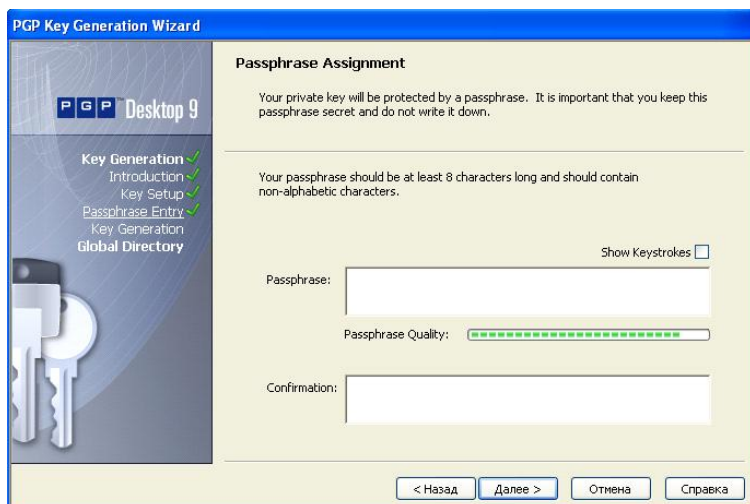 PGP Key Generation Wizard
PGP™ Desktop 9
Key Generation
Introduction
Key Setup
Passphrase Entry
Key Generation
Global Directory
Passphrase Assignment
Your private key will be protected by a passphrase. It is important that you keep this
passphrase secret and do not write it down.
Your passphrase should be at least 8 characters long and should contain
non-alphabetic characters.
Show Keystrokes
Passphrase:
Passphrase Quality:
Confirmation:
< Назад
Далее >
Отмена
Справка